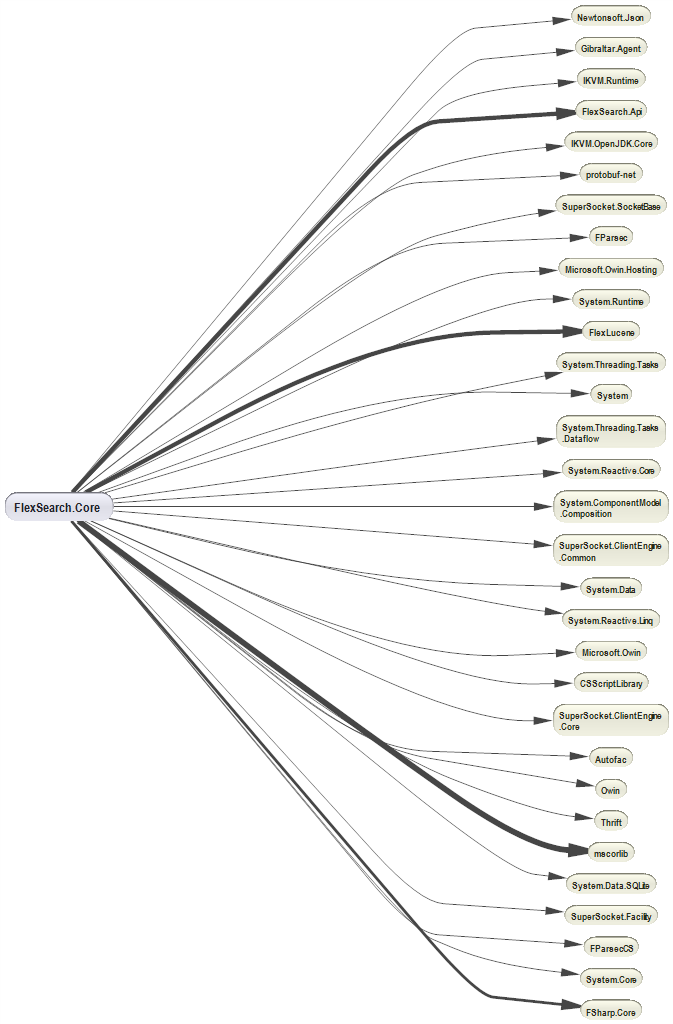 Newtonsoft.Json
Gibraltar.Agent
IKVM.Runtime
FlexSearch.Api
IKVM.OpenJDK.Core
protobuf-net
SuperSocket.SocketBase
FParsec
Microsoft.Owin.Hosting
System.Runtime
FlexLucene
System.Threading.Tasks
System
System.Threading.Tasks
.Dataflow
System.Reactive.Core
FlexSearch.Core
System.ComponentModel
.Composition
SuperSocket.ClientEngine
.Common
System.Data
System.Reactive.Linq
Microsoft.Owin
CSScriptLibrary
SuperSocket.ClientEngine
.Core
Autofac
Owin
Thrift
mscorlib
System.Data.SQLite
SuperSocket.Facility
FParsecCS
System.Core
FSharp.Core